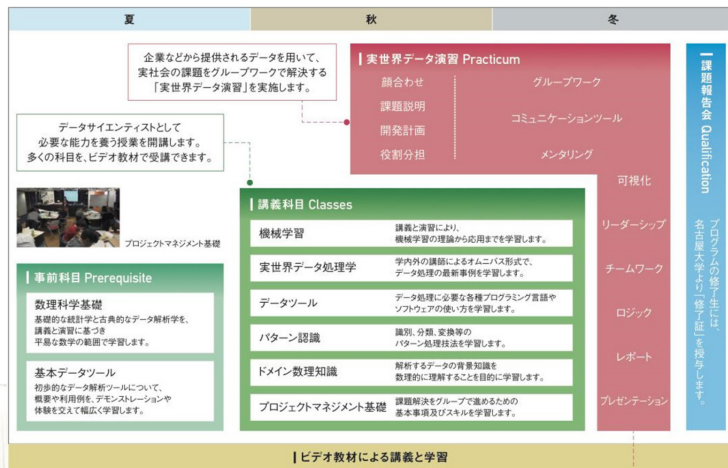 夏
秋
冬
企業などから提供されるデータを用いて、
実社会の課題をグループワークで解決する
「実世界データ演習」を実施します。
データサイエンティストとして
必要な能力を養う授業を開講します。
多くの科目を、ビデオ教材で受講できます。
プロジェクトマネジメント基礎
事前科目 Prerequisite
数理科学基礎
基礎的な統計学と古典的なデータ解析学を、
講義と演習に基づき
平易な数学の範囲で学習します。
基本データツール
初歩的なデータ解析ツールについて、
概要や利用例を、デモンストレーションや
体験を交えて幅広く学習します。
講義科目 Classes
機械学習
講義と演習により、
機械学習の理論から応用までを学習します。
実世界データ処理学
学内外の講師によるオムニバス形式で、
データ処理の最新事例を学習します。
データツール
データ処理に必要な各種プログラミング言語や
ソフトウェアの使い方を学習します。
パターン認識
識別、分類、変換等の
パターン処理技法を学習します。
ドメイン数理知識
解析するデータの背景知識を
数理的に理解することを目的に学習します。
プロジェクトマネジメント基礎
課題解決をグループで進めるための
基本事項及びスキルを学習します。
実世界データ演習 Practicum
顔合わせ
課題説明
開発計画
役割分担
グループワーク
コミュニケーションツール
メンタリング
可視化
リーダーシップ
チームワーク
ロジック
レポート
プレゼンテーション
課題報告会 Qualification
プログラムの修了生には、
名古屋大学より「修了証」を授与します。
ビデオ教材による講義と学習